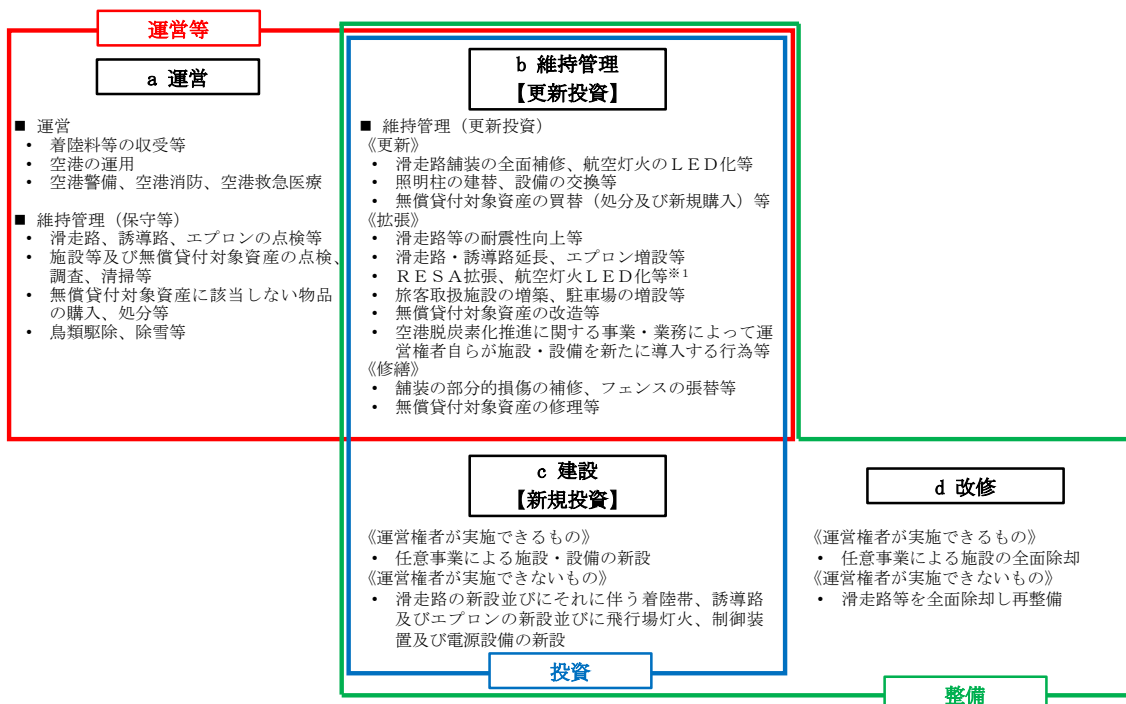 運営等
a 運営
■ 運営
• 着陸料等の収受等
• 空港の運用
• 空港警備、空港消防、空港救急医療
■ 維持管理（保守等）
• 滑走路、誘導路、エプロンの点検等
• 施設等及び無償貸付対象資産の点検、
調査、清掃等
• 無償貸付対象資産に該当しない物品
の購入、処分等
• 鳥類駆除、除雪等
b 維持管理
【更新投資】
■ 維持管理（更新投資）
《更新》
• 滑走路舗装の全面補修、航空灯火のＬＥＤ化等
• 照明柱の建替、設備の交換等
• 無償貸付対象資産の買替（処分及び新規購入）等
《拡張》
• 滑走路等の耐震性向上等
• 滑走路・誘導路延長、エプロン増設等
• ＲＥＳＡ拡張、航空灯火ＬＥＤ化等※1
• 旅客取扱施設の増築、駐車場の増設等
• 無償貸付対象資産の改造等
• 空港脱炭素化推進に関する事業・業務によって運
営権者自らが施設・設備を新たに導入する行為等
《修繕》
• 舗装の部分的損傷の補修、フェンスの張替等
• 無償貸付対象資産の修理等
c 建設
【新規投資】
《運営権者が実施できるもの》
• 任意事業による施設・設備の新設
《運営権者が実施できないもの》
• 滑走路の新設並びにそれに伴う着陸帯、誘導路
及びエプロンの新設並びに飛行場灯火、制御装
置及び電源設備の新設
投資
d 改修
《運営権者が実施できるもの》
• 任意事業による施設の全面除却
《運営権者が実施できないもの》
• 滑走路等を全面除却し再整備
整備